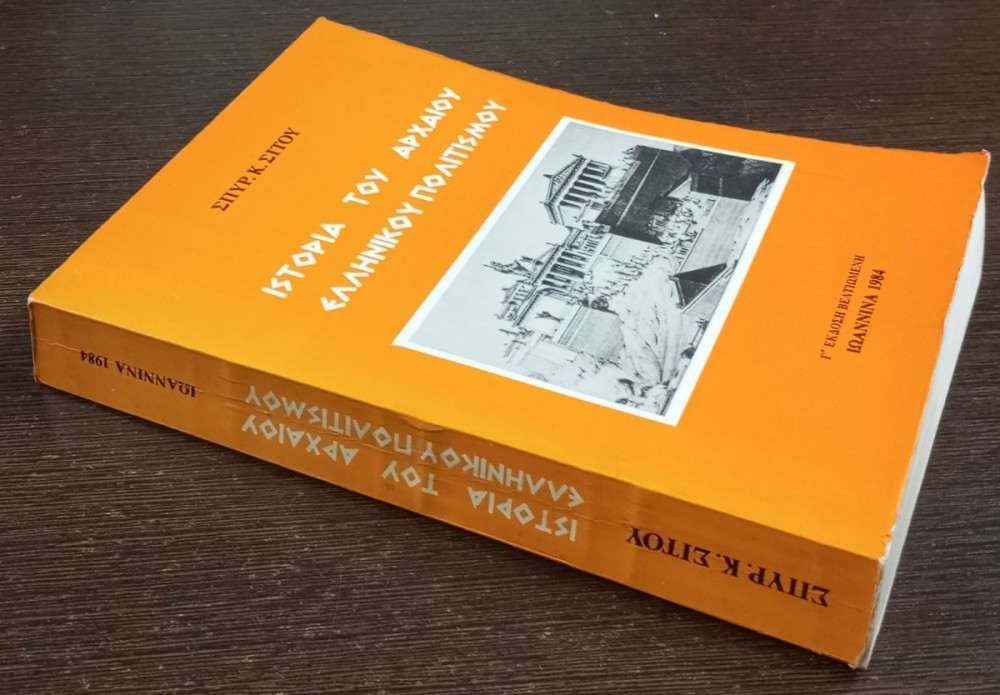 ΣΠΥΡ. Κ. ΣΙΤΟΥ
ΙΣΤΟΡΙΑ ΤΟΥ ΑΡΧΑΙΟΥ
ΕΛΛΗΝΙΚΟΥ ΠΟΛΙΤΙΣΜΟΥ
Γ' ΕΚΔΟΣΗ ΒΕΛΤΙΩΜΕΝΗ
ΙΩΑΝΝΙΝΑ 1984
ΣΠΥΡ. Κ. ΣΙΤΟΥ
ΙΣΤΟΡΙΑ ΤΟΥ ΑΡΧΑΙΟΥ
ΕΛΛΗΝΙΚΟΥ ΠΟΛΙΤΙΣΜΟΥ
ΙΩΑΝΝΙΝΑ 1984